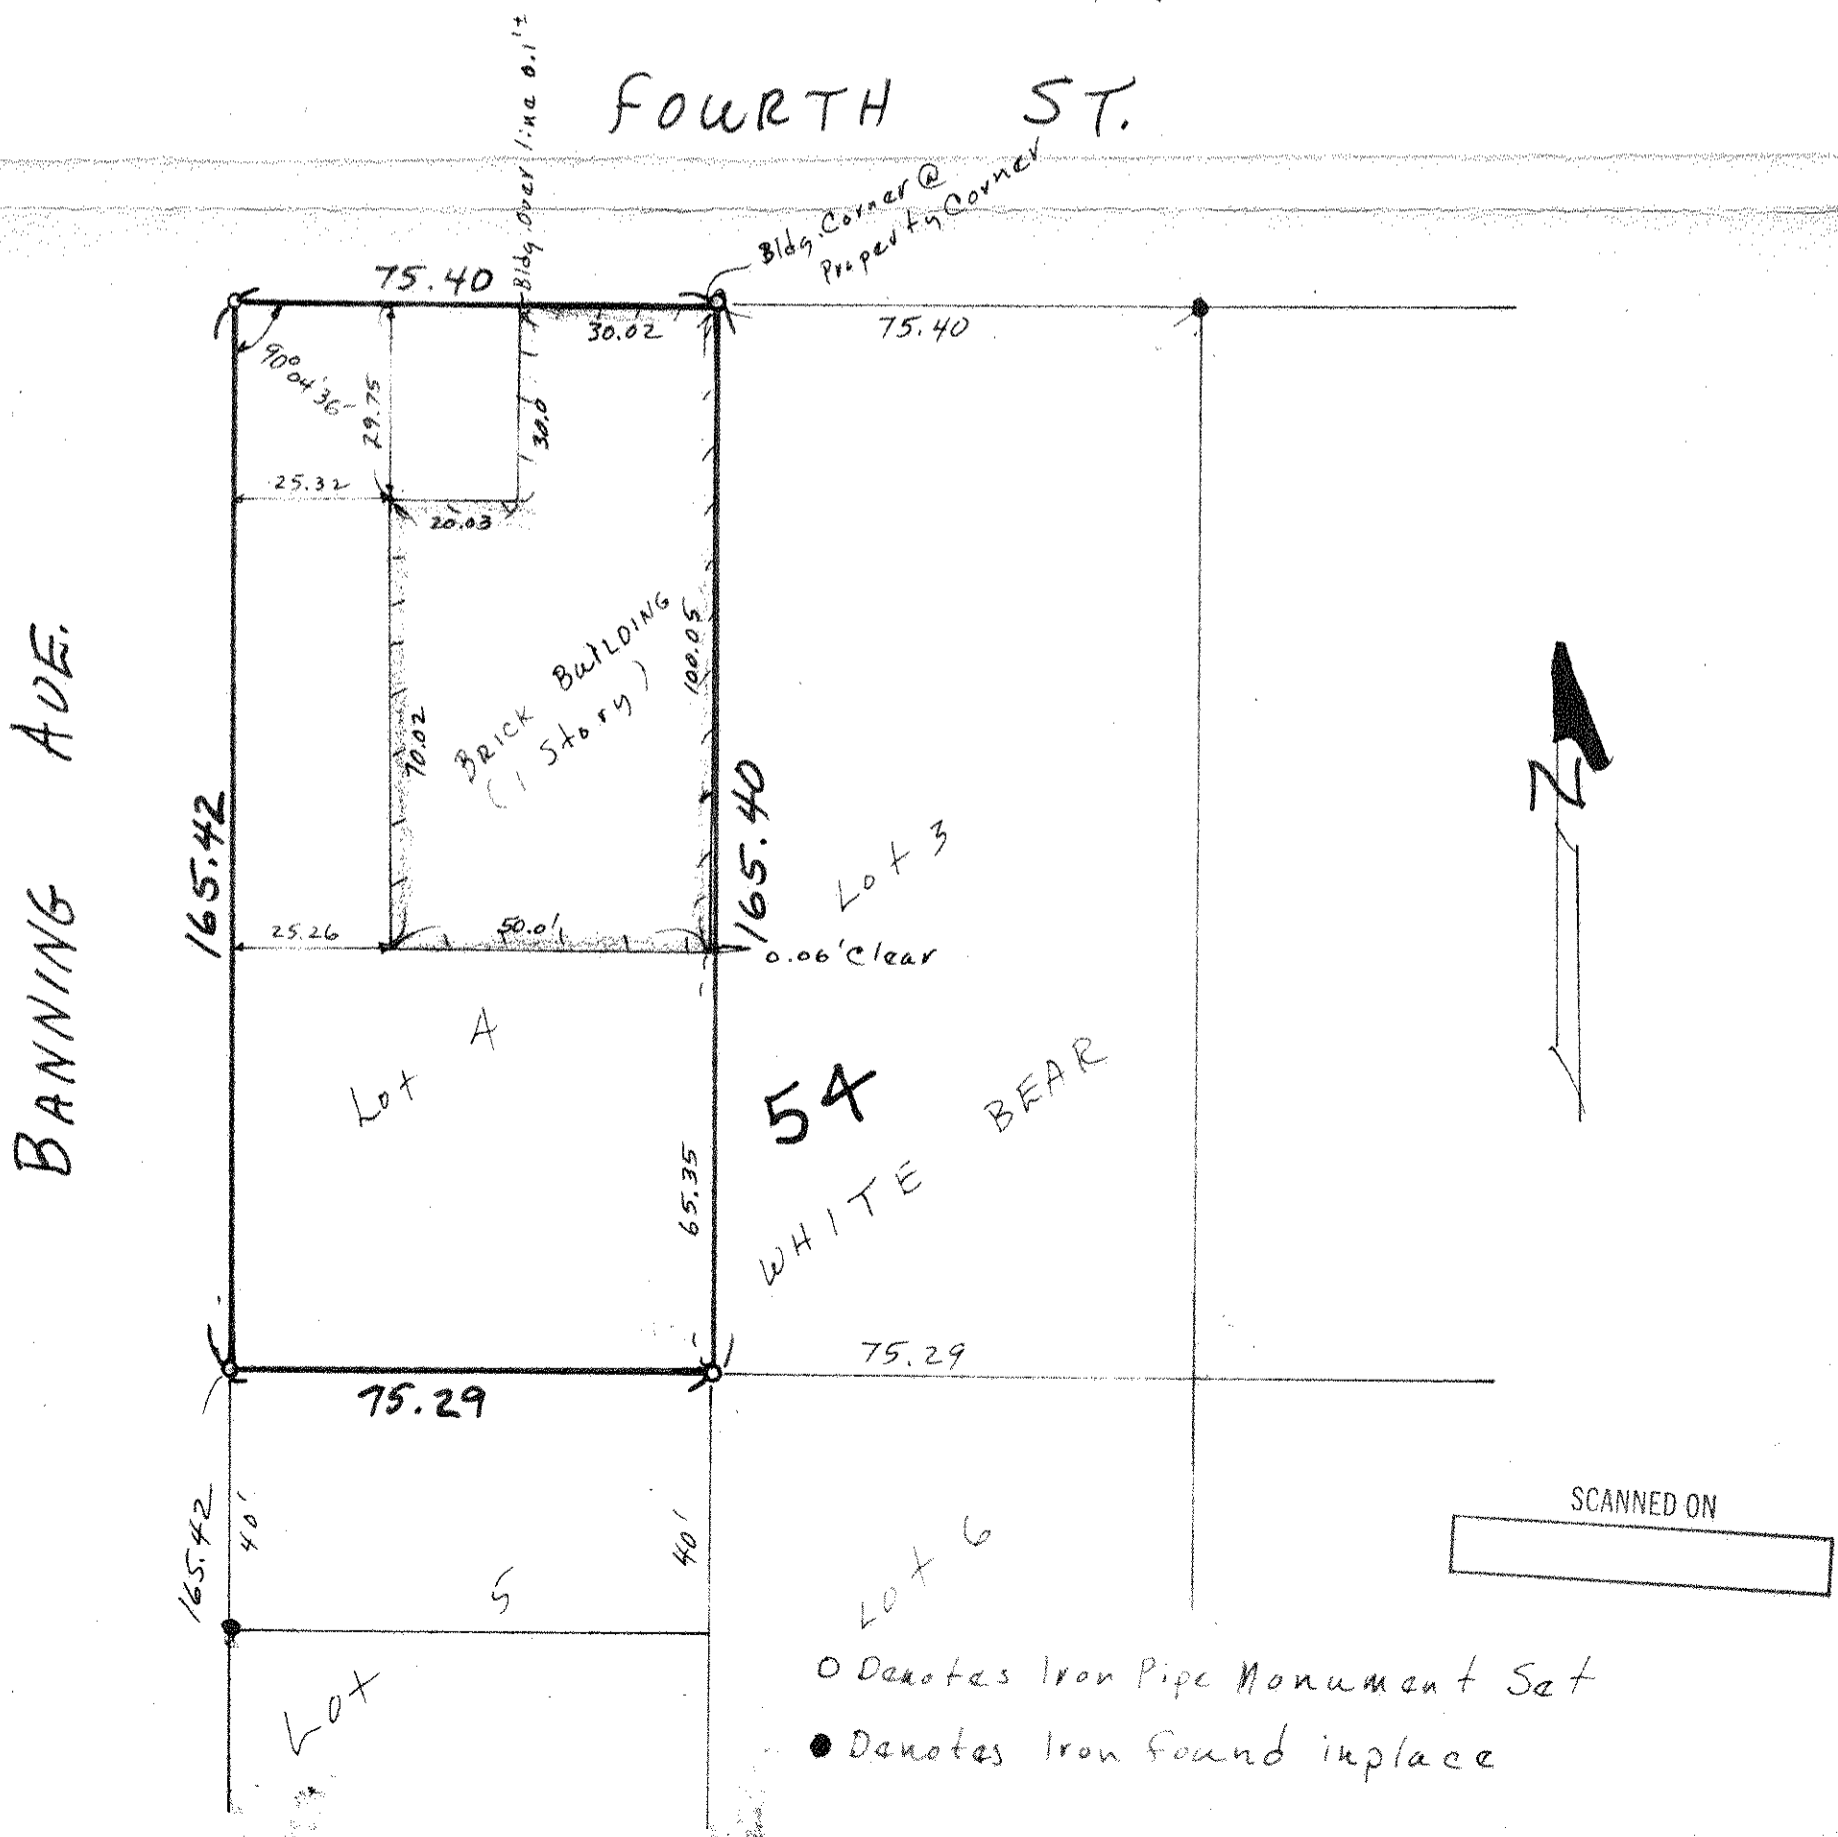 FOURTH ST.
Bldg. Over line 0.1'±
Bldg. Corner @
Property Corner
75.40
30.02
75.40
90° 04' 36"
29.75
30.0
25.32
20.03
BRICK BUILDING
(1 Story)
100.05
70.02
BANNING AVE.
165.42
165.40
Lot 3
N
25.26
50.01
0.06' Clear
Lot 4
54
WHITE BEAR
65.35
75.29
75.29
165.42
40'
40'
Lot 5
Lot 6
SCANNED ON
O Denotes Iron Pipe Monument Set
● Denotes Iron found inplace